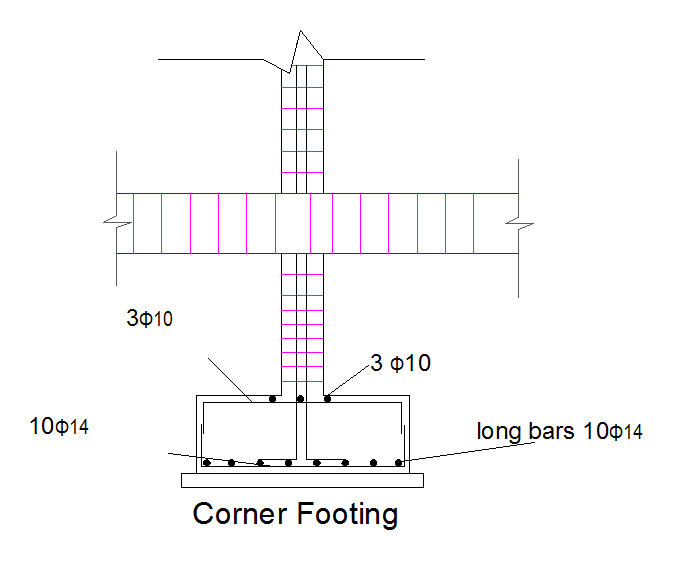 3Φ10
3 Φ10
10Φ14
long bars 10Φ14
Corner Footing